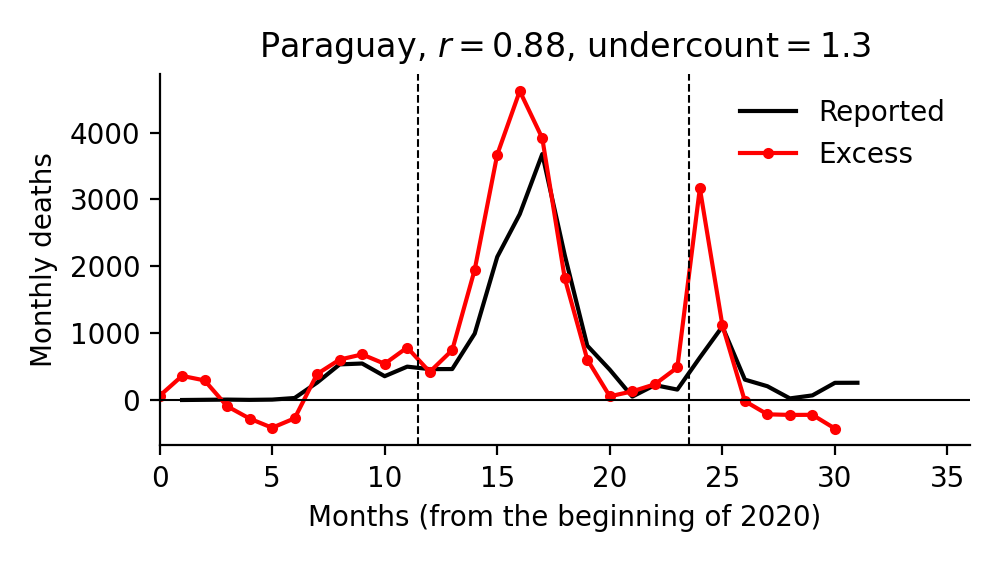 Paraguay, r = 0.88, undercount = 1.3
Reported
Excess
Monthly deaths
4000
3000
2000
1000
0
0 5 10 15 20 25 30 35
Months (from the beginning of 2020)